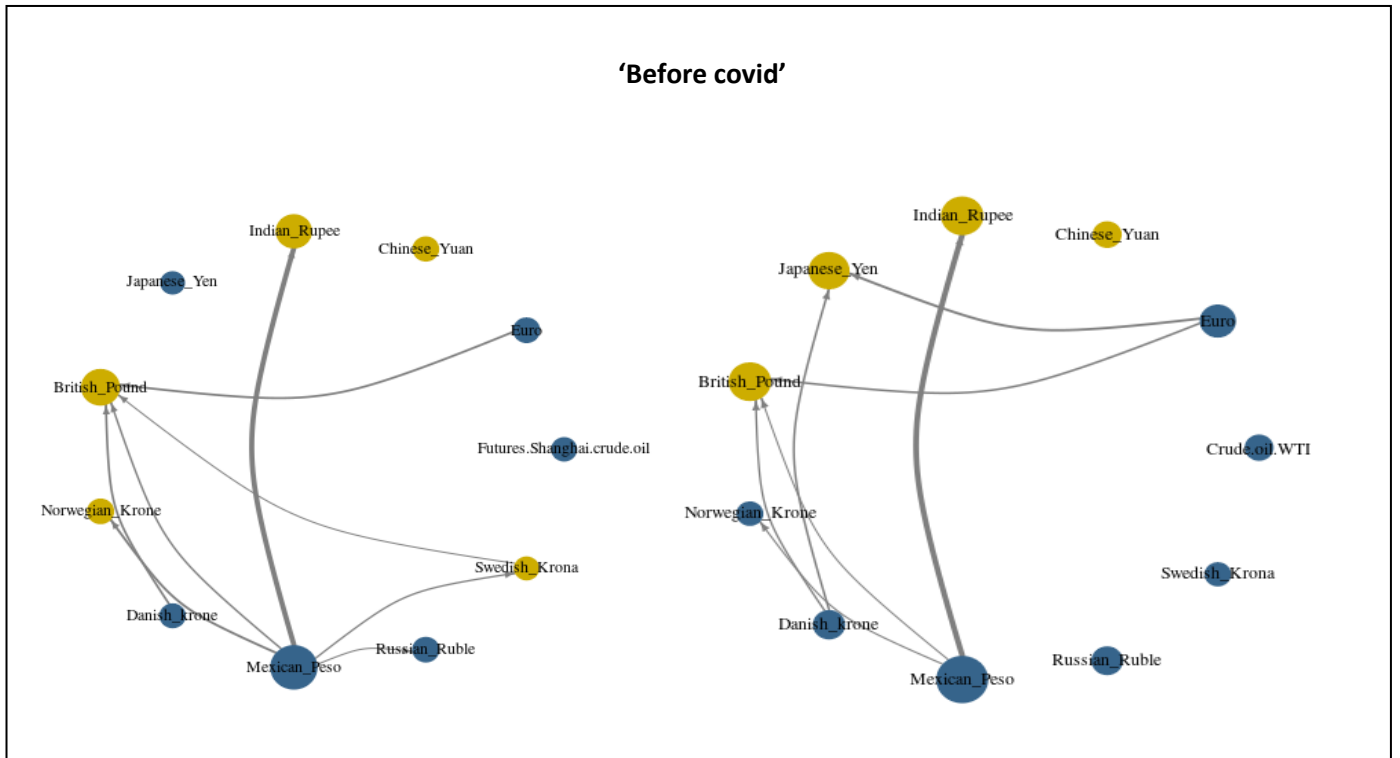 ‘Before covid’
Indian_Rupee
Chinese_Yuan
Japanese_Yen
Euro
British_Pound
Futures.Shanghai.crude.oil
Norwegian_Krone
Swedish_Krona
Danish_krone
Russian_Ruble
Mexican_Peso
Indian_Rupee
Chinese_Yuan
Japanese_Yen
Euro
British_Pound
Crude.oil.WTI
Norwegian_Krone
Swedish_Krona
Danish_krone
Russian_Ruble
Mexican_Peso